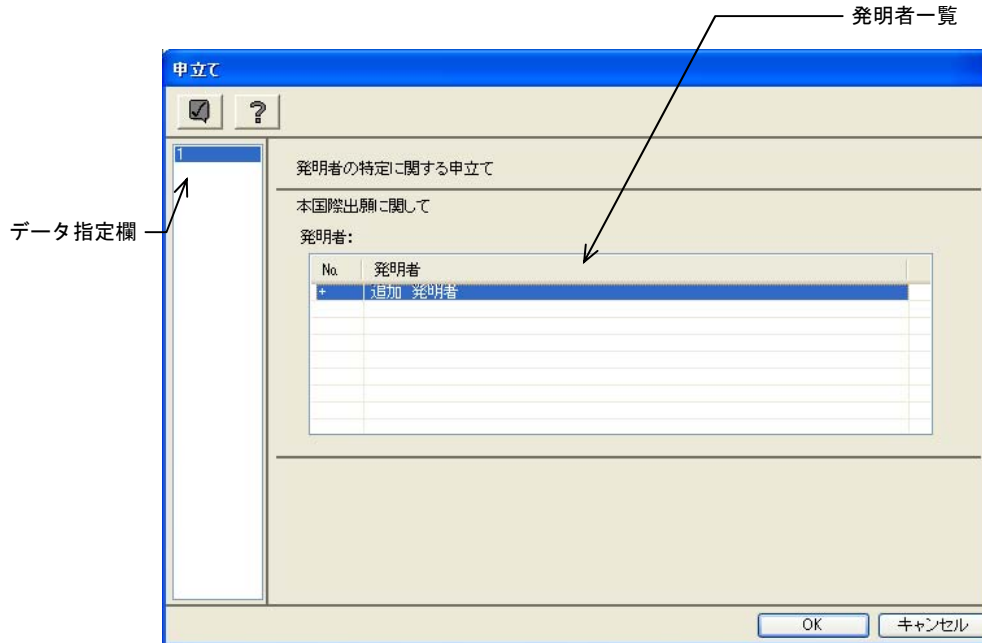 発明者一覧
申立て
?
1
発明者の特定に関する申立て
本国際出願に関して
データ指定欄
発明者:
No. 発明者
+ 追加 発明者
OK キャンセル